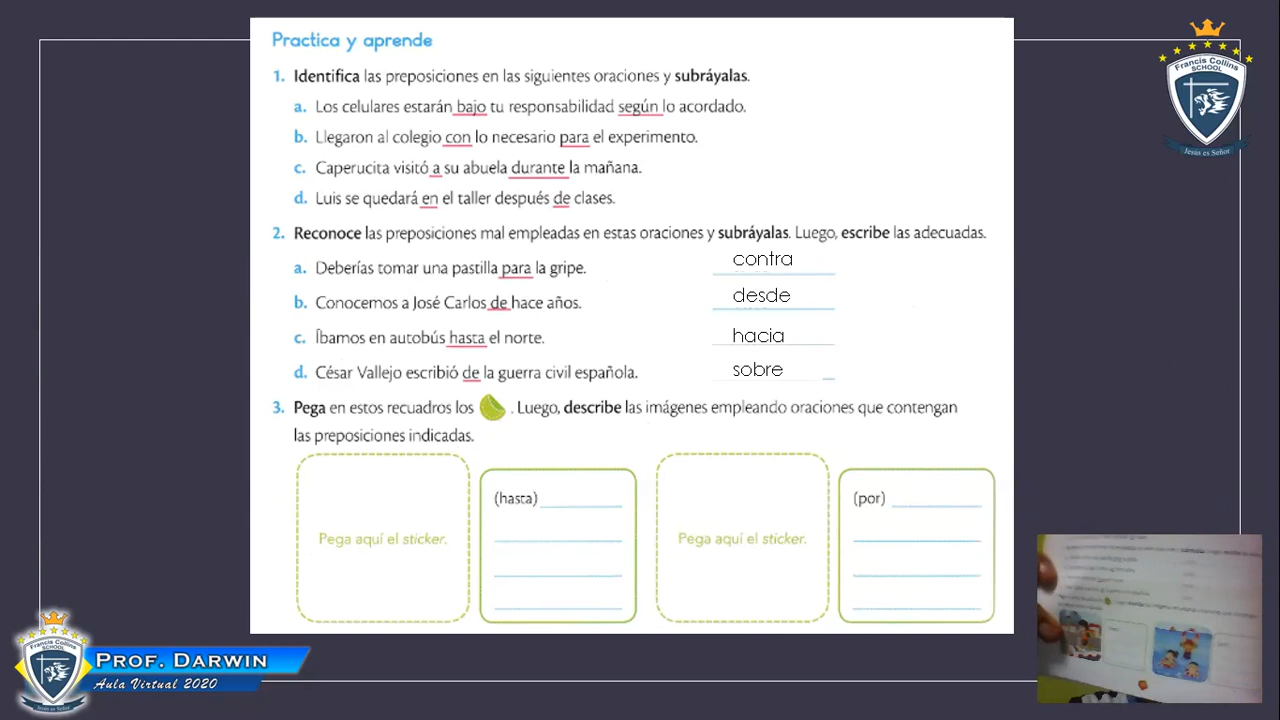 Practica y aprende
1. Identifica las preposiciones en las siguientes oraciones y subráyalas.
a. Los celulares estarán bajo tu responsabilidad según lo acordado.
b. Llegaron al colegio con lo necesario para el experimento.
c. Caperucita visitó a su abuela durante la mañana.
d. Luis se quedará en el taller después de clases.
2. Reconoce las preposiciones mal empleadas en estas oraciones y subráyalas. Luego, escribe las adecuadas.
a. Deberías tomar una pastilla para la gripe. contra
b. Conocemos a José Carlos de hace años. desde
c. Íbamos en autobús hasta el norte. hacia
d. César Vallejo escribió de la guerra civil española. sobre
3. Pega en estos recuadros los . Luego, describe las imágenes empleando oraciones que contengan
las preposiciones indicadas.
Pega aquí el sticker.
(hasta)
Pega aquí el sticker.
(por)
Francis Collins
SCHOOL
Jesús es Señor
Francis Collins
SCHOOL
Jesús es Señor
PROF. DARWIN
Aula Virtual 2020